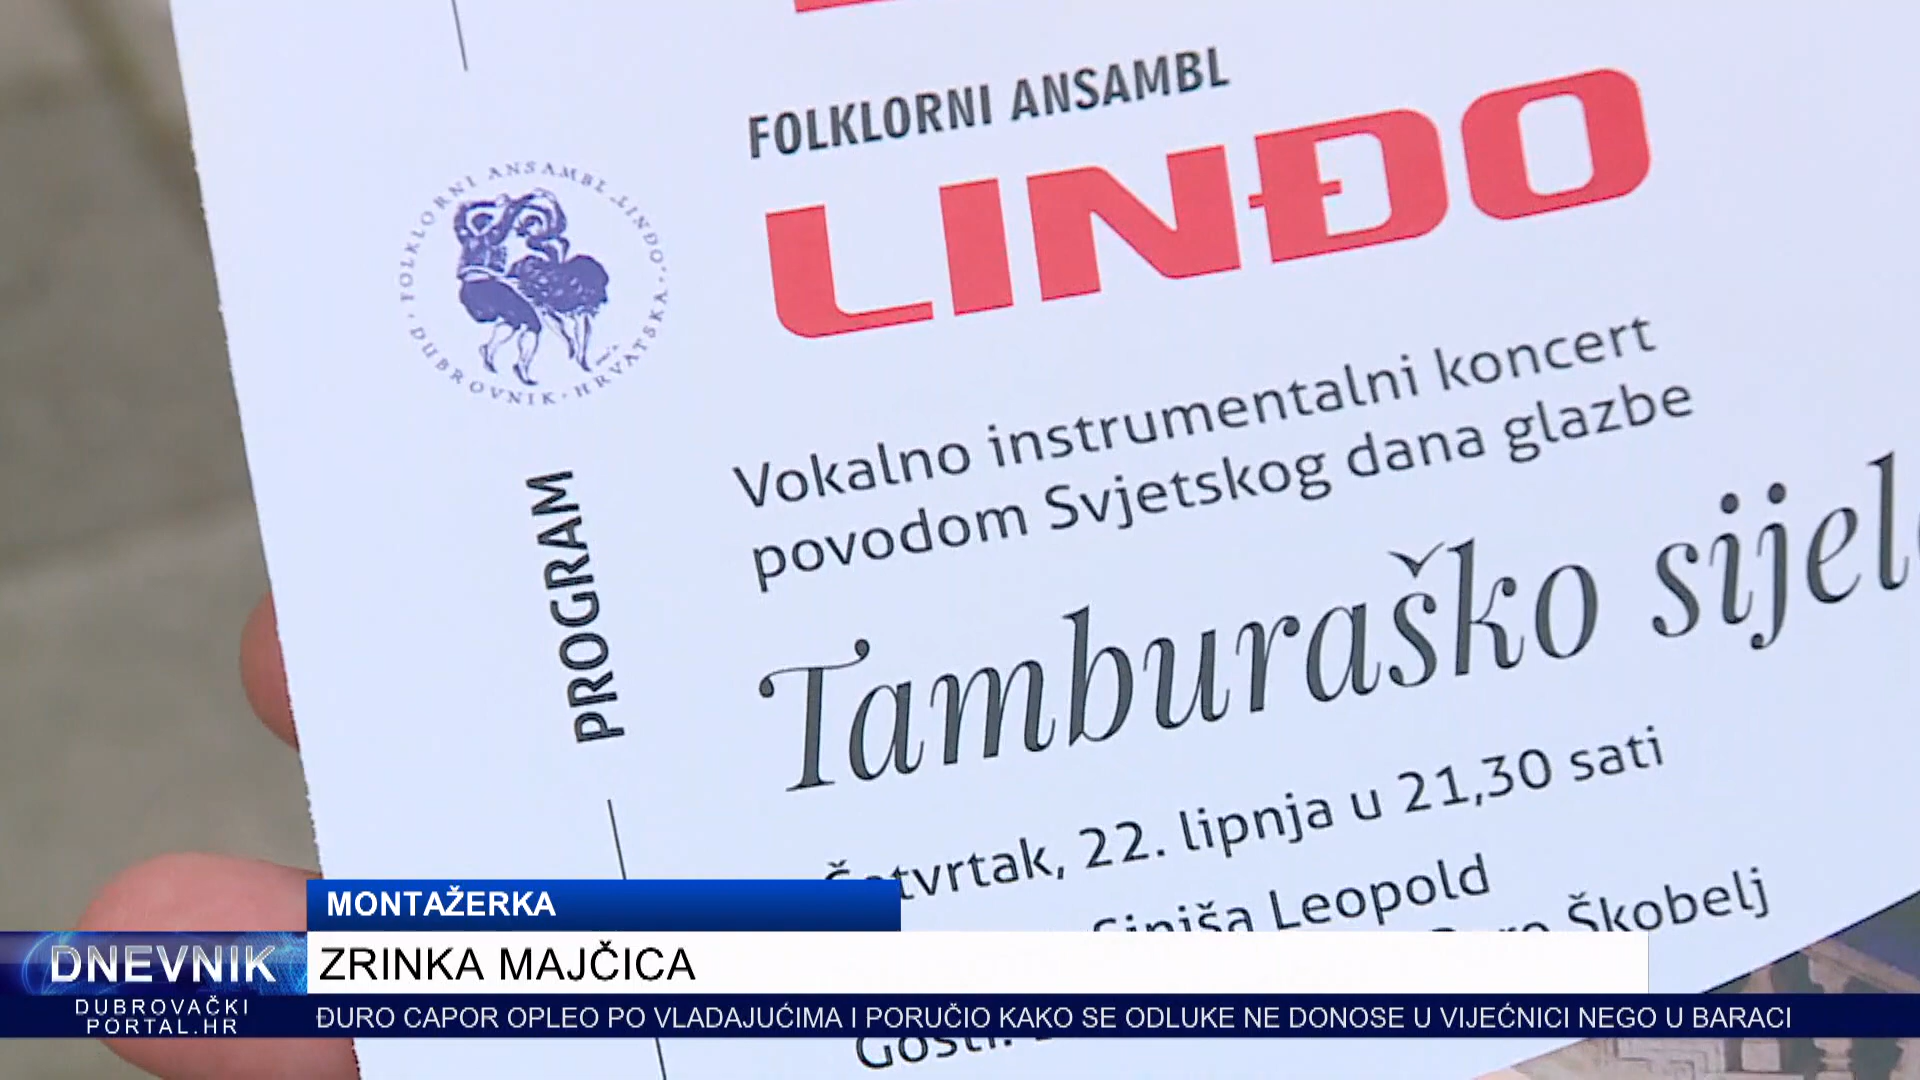 FOLKLORNI ANSAMBL
LINĐO
FOLKLORNI ANSAMBL LINĐO · DUBROVNIK · HRVATSKA ·
PROGRAM
Vokalno instrumentalni koncert
povodom Svjetskog dana glazbe
Tamburaško
22. lipnja u 21,30 sati
Siniša Leopold
Škobelj
MONTAŽERKA
ZRINKA MAJČICA
DNEVNIK
DUBROVAČKI
PORTAL.HR
ĐURO CAPOR OPLEO PO VLADAJUĆIMA I PORUČIO KAKO SE ODLUKE NE DONOSE U VIJEĆNICI NEGO U BARACI